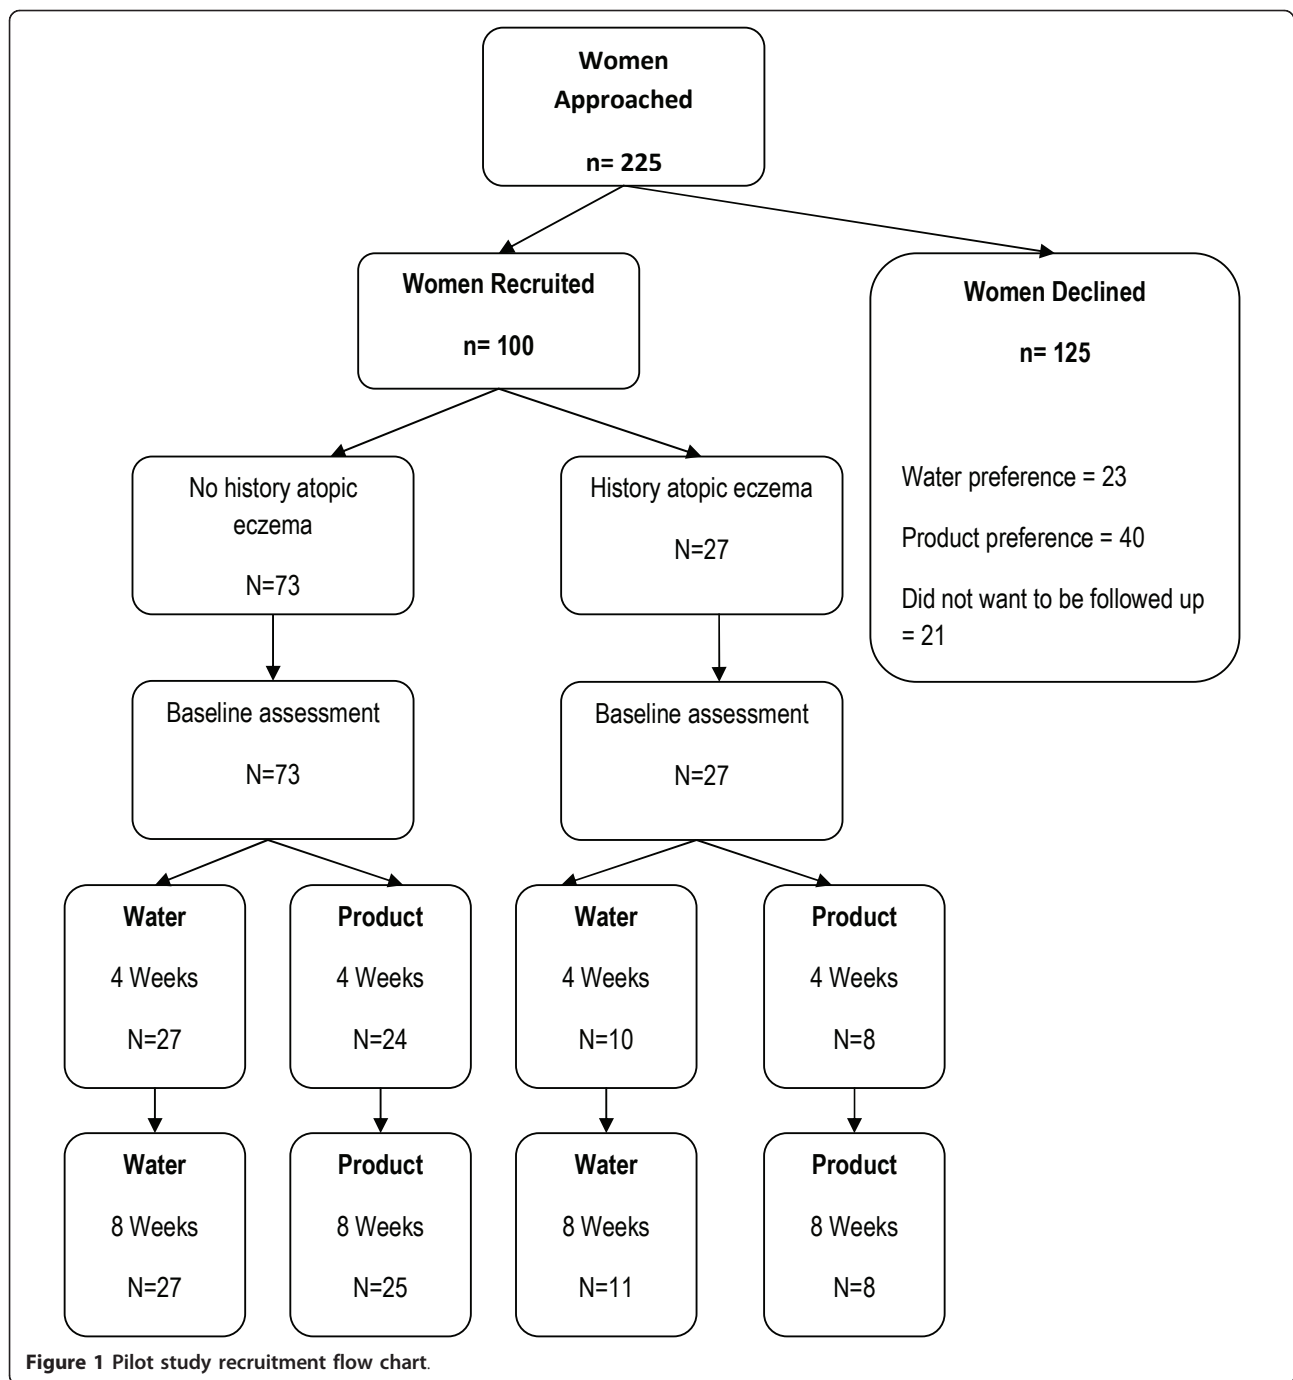 Women
Approached
n= 225
Women Recruited
n= 100
Women Declined
n= 125
Water preference = 23
Product preference = 40
Did not want to be followed up
= 21
No history atopic
eczema
N=73
History atopic eczema
N=27
Baseline assessment
N=73
Baseline assessment
N=27
Water
4 Weeks
N=27
Product
4 Weeks
N=24
Water
4 Weeks
N=10
Product
4 Weeks
N=8
Water
8 Weeks
N=27
Product
8 Weeks
N=25
Water
8 Weeks
N=11
Product
8 Weeks
N=8
Figure 1 Pilot study recruitment flow chart.